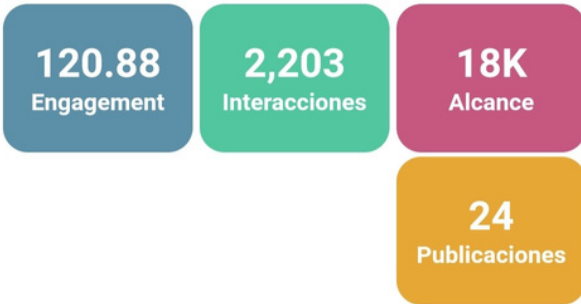 120.88
Engagement
2,203
Interacciones
18K
Alcance
24
Publicaciones